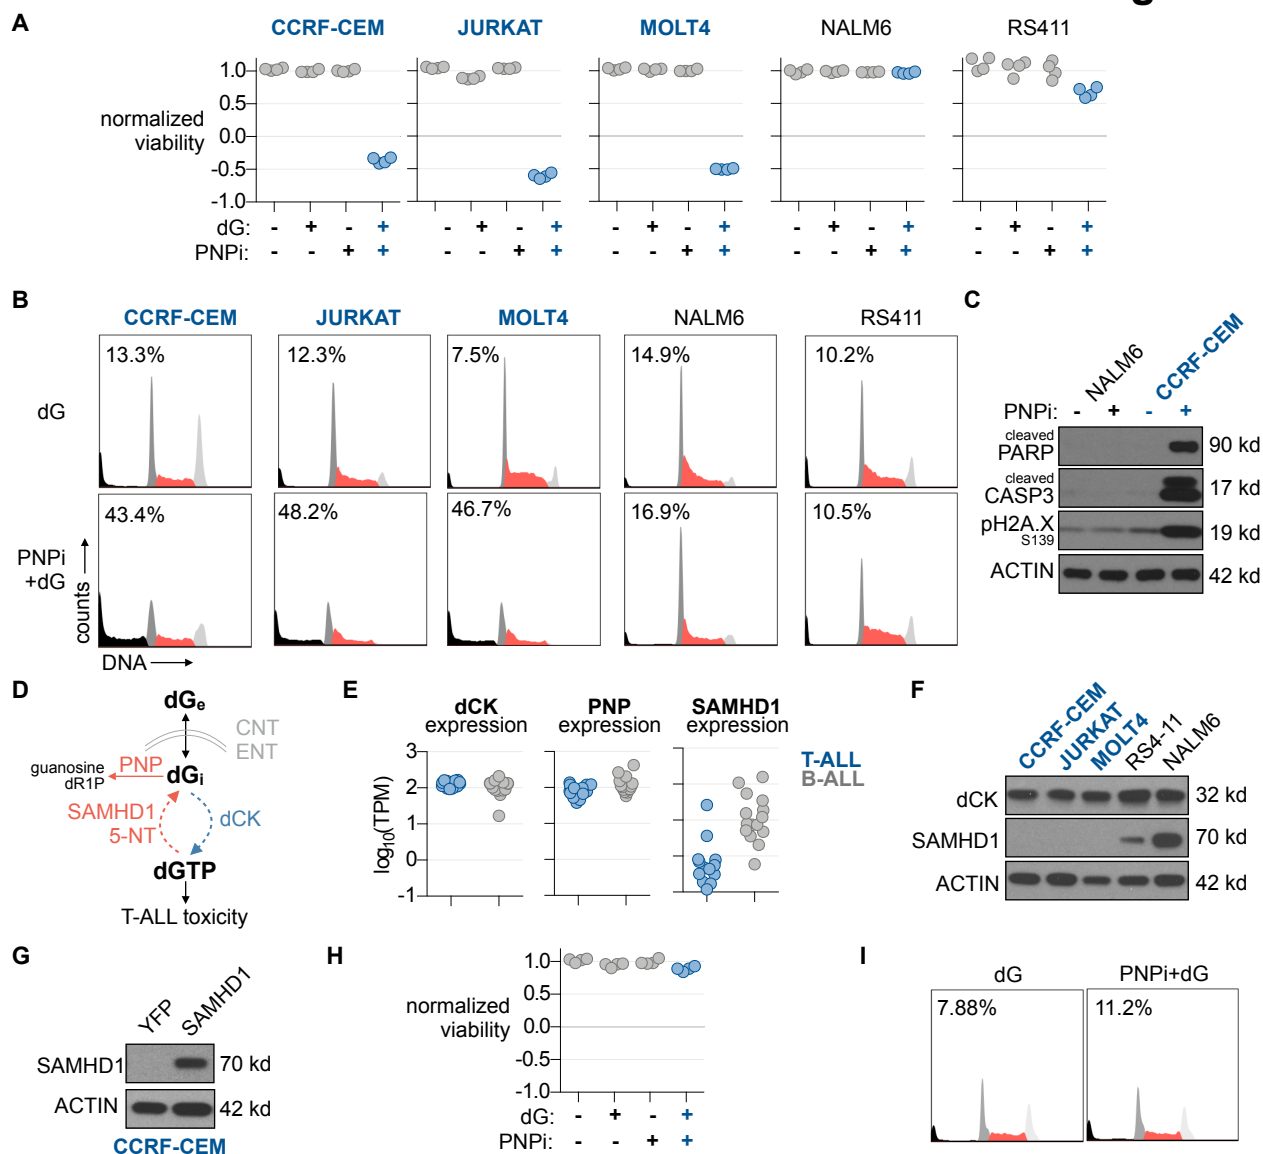 A
CCRF-CEM JURKAT MOLT4 NALM6 RS411
1.0
0.5
0.0
-0.5
-1.0
normalized
viability
dG: - + - + - + - + - + - + - + - + - + - +
PNPi: - - + + - - + + - - + + - - + + - - + +
B
CCRF-CEM JURKAT MOLT4 NALM6 RS411
dG
13.3% 12.3% 7.5% 14.9% 10.2%
PNPi
+dG
43.4% 48.2% 46.7% 16.9% 10.5%
counts
DNA
C
NALM6 CCRF-CEM
PNPi: - + - +
cleaved
PARP 90 kd
cleaved
CASP3 17 kd
pH2A.X 19 kd
S139
ACTIN 42 kd
D
dGe
CNT
ENT
PNP
guanosine
dR1P
dGi
SAMHD1
5-NT
dCK
dGTP
T-ALL toxicity
E
dCK PNP SAMHD1
expression expression expression
3
2
1
0
-1
log10(TPM)
T-ALL
B-ALL
F
CCRF-CEM JURKAT MOLT4 RS4-11 NALM6
dCK 32 kd
SAMHD1 70 kd
ACTIN 42 kd
G
YFP SAMHD1
SAMHD1 70 kd
ACTIN 42 kd
CCRF-CEM
H
1.0
0.5
0.0
-0.5
-1.0
normalized
viability
dG: - + - +
PNPi: - - + +
I
dG PNPi+dG
7.88% 11.2%